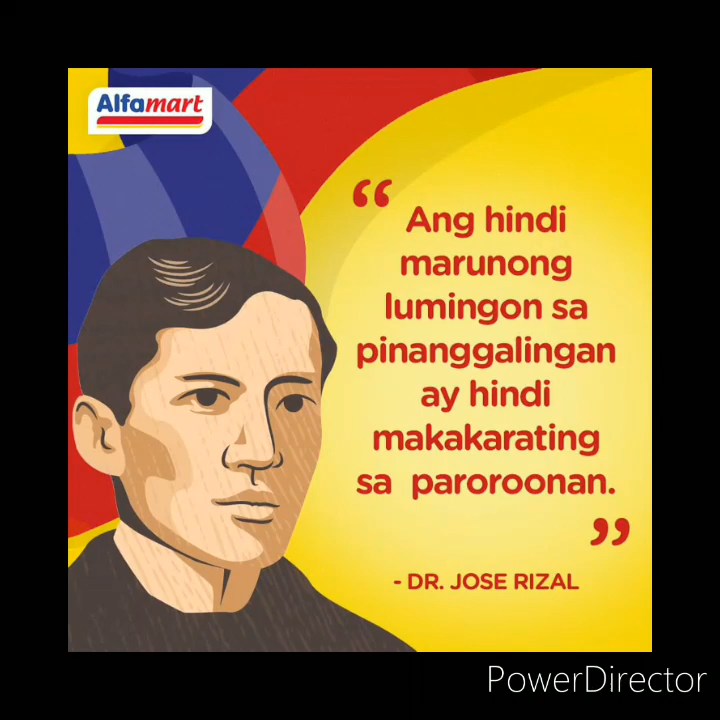 Alfamart
“
Ang hindi
marunong
lumingon sa
pinanggalingan
ay hindi
makakarating
sa paroroonan.
”
- DR. JOSE RIZAL
PowerDirector